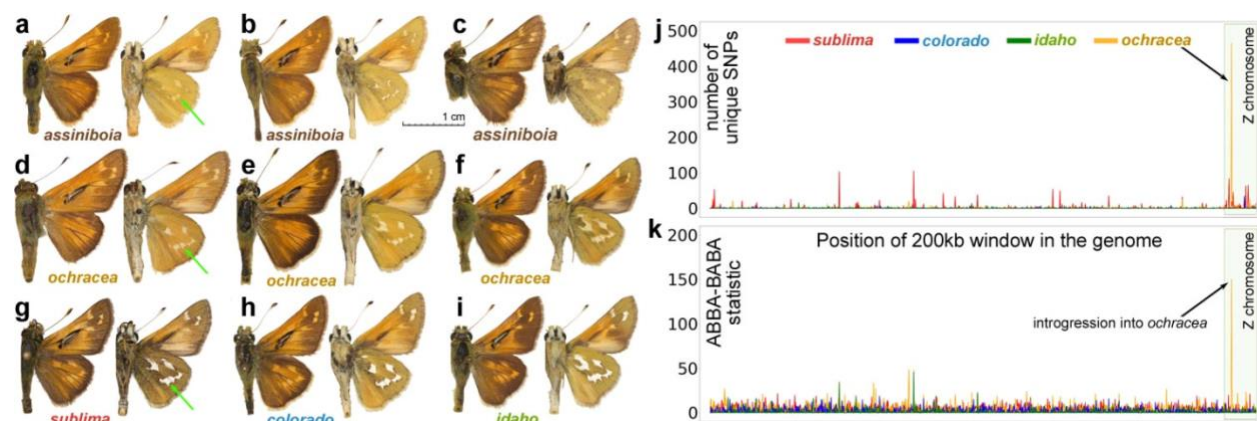 a
b
c
assiniboia
assiniboia
1 cm
assiniboia
d
e
f
ochracea
ochracea
ochracea
g
h
i
sublima
colorado
idaho
j
number of
unique SNPs
500
400
300
200
100
0
sublima
colorado
idaho
ochracea
Z chromosome
k
ABBA-BABA
statistic
200
150
100
50
0
Position of 200kb window in the genome
introgression into ochracea
Z chromosome